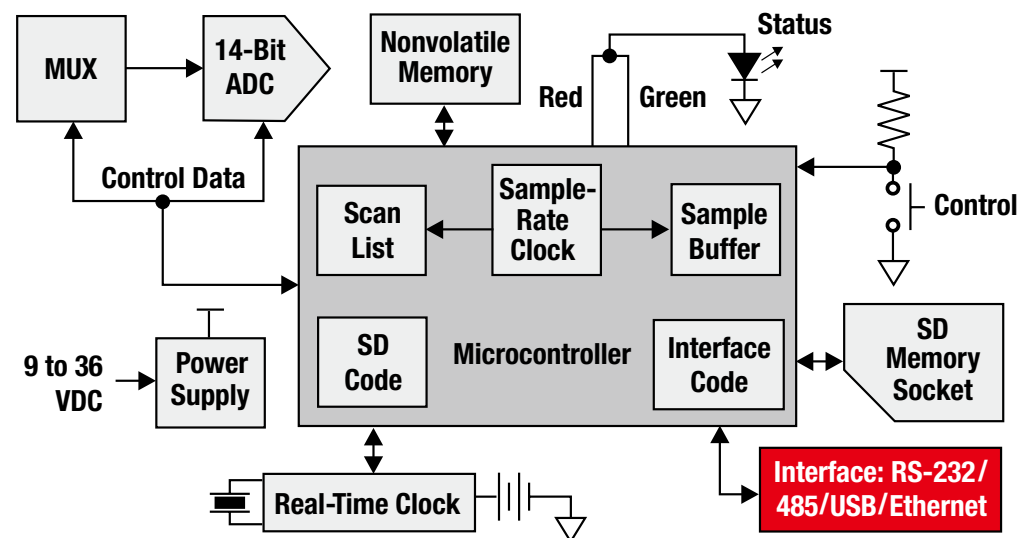 MUX
14-Bit
ADC
Nonvolatile
Memory
Status
Red
Green
Control Data
Scan
List
Sample-
Rate
Clock
Sample
Buffer
Control
9 to 36
VDC
Power
Supply
SD
Code
Microcontroller
Interface
Code
SD
Memory
Socket
Real-Time Clock
Interface: RS-232/
485/USB/Ethernet